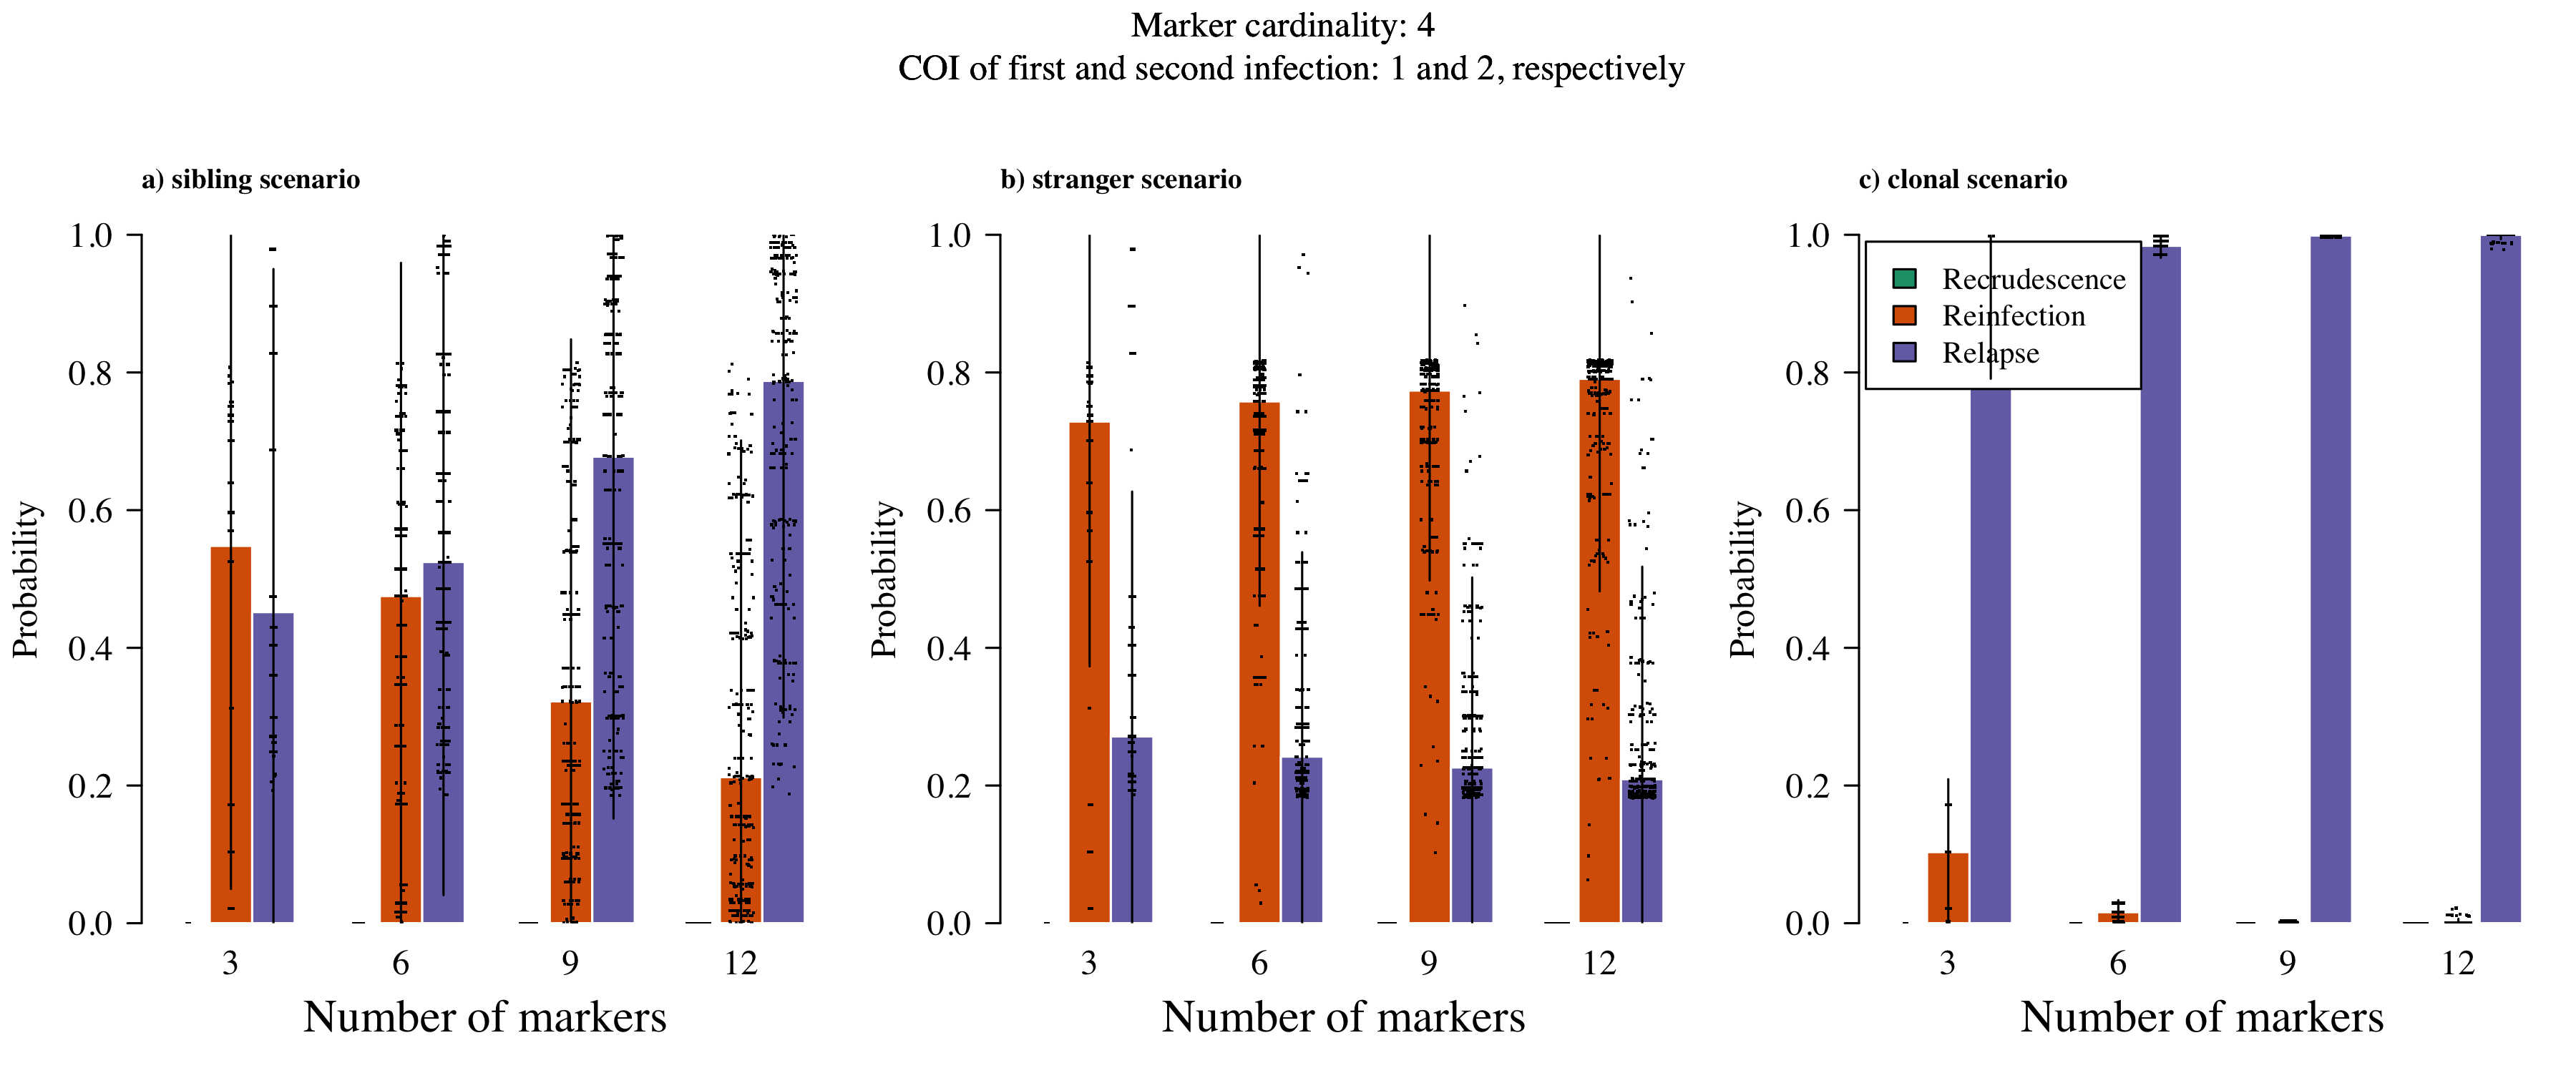 Marker cardinality: 4
COI of first and second infection: 1 and 2, respectively
a) sibling scenario
1.0
0.8
0.6
0.4
0.2
0.0
Probability
3 6 9 12
Number of markers
b) stranger scenario
1.0
0.8
0.6
0.4
0.2
0.0
Probability
3 6 9 12
Number of markers
c) clonal scenario
1.0
0.8
0.6
0.4
0.2
0.0
Probability
Recrudescence
Reinfection
Relapse
3 6 9 12
Number of markers